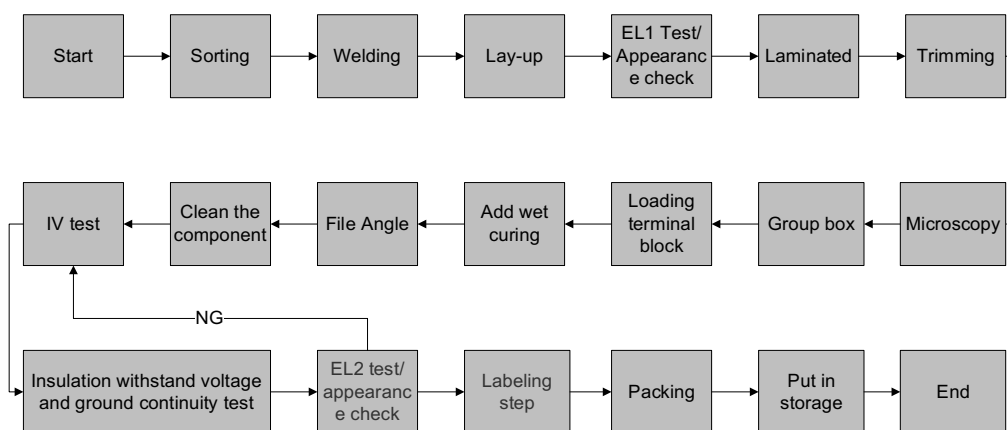 Start
Sorting
Welding
Lay-up
EL1 Test/
Appearanc
e check
Laminated
Trimming
IV test
Clean the
component
File Angle
Add wet
curing
Loading
terminal
block
Group box
Microscopy
NG
Insulation withstand voltage
and ground continuity test
EL2 test/
appearanc
e check
Labeling
step
Packing
Put in
storage
End